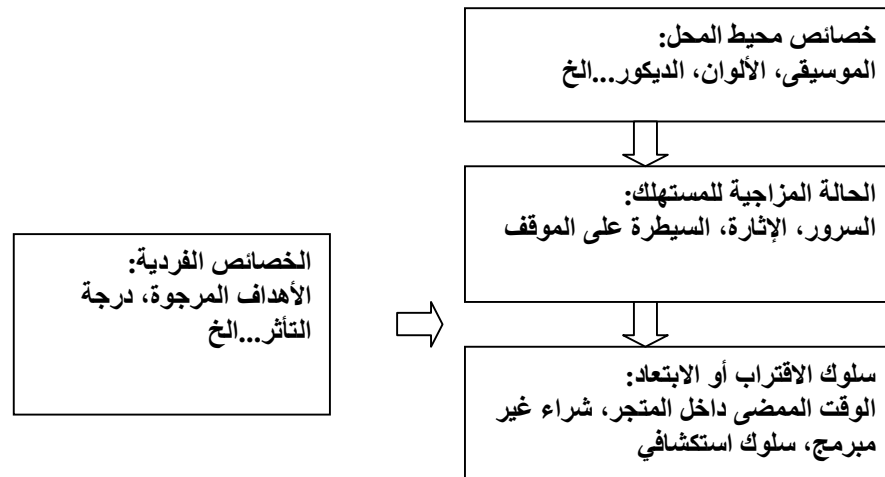 خصائص محيط المحل:
الموسيقى، الألوان، الديكور...الخ
الحالة المزاجية للمستهلك:
السرور، الإثارة، السيطرة على الموقف
الخصائص الفردية:
الأهداف المرجوة، درجة
التأثر...الخ
سلوك الاقتراب أو الابتعاد:
الوقت الممضى داخل المتجر، شراء غير
مبرمج، سلوك استكشافي